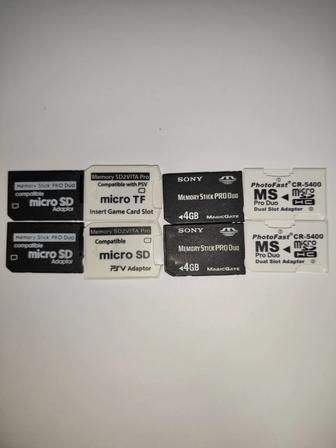 Memory Stick PRO Duo
compatible
micro SD
Adaptor
Memory SD2VITA Pro
Compatible with PSV
micro TF
Insert Game Card Slot
SONY
MEMORY STICK PRO DUO
4GB
MAGICGATE
PhotoFast CR-5400
MS micro
Pro Duo HC
Dual Slot Adapter
Memory Stick PRO Duo
compatible
micro SD
Adaptor
Memory SD2VITA Pro
Compatible
micro SD
PSV Adaptor
SONY
MEMORY STICK PRO DUO
4GB
MAGICGATE
PhotoFast CR-5400
MS micro
Pro Duo HC
Dual Slot Adapter